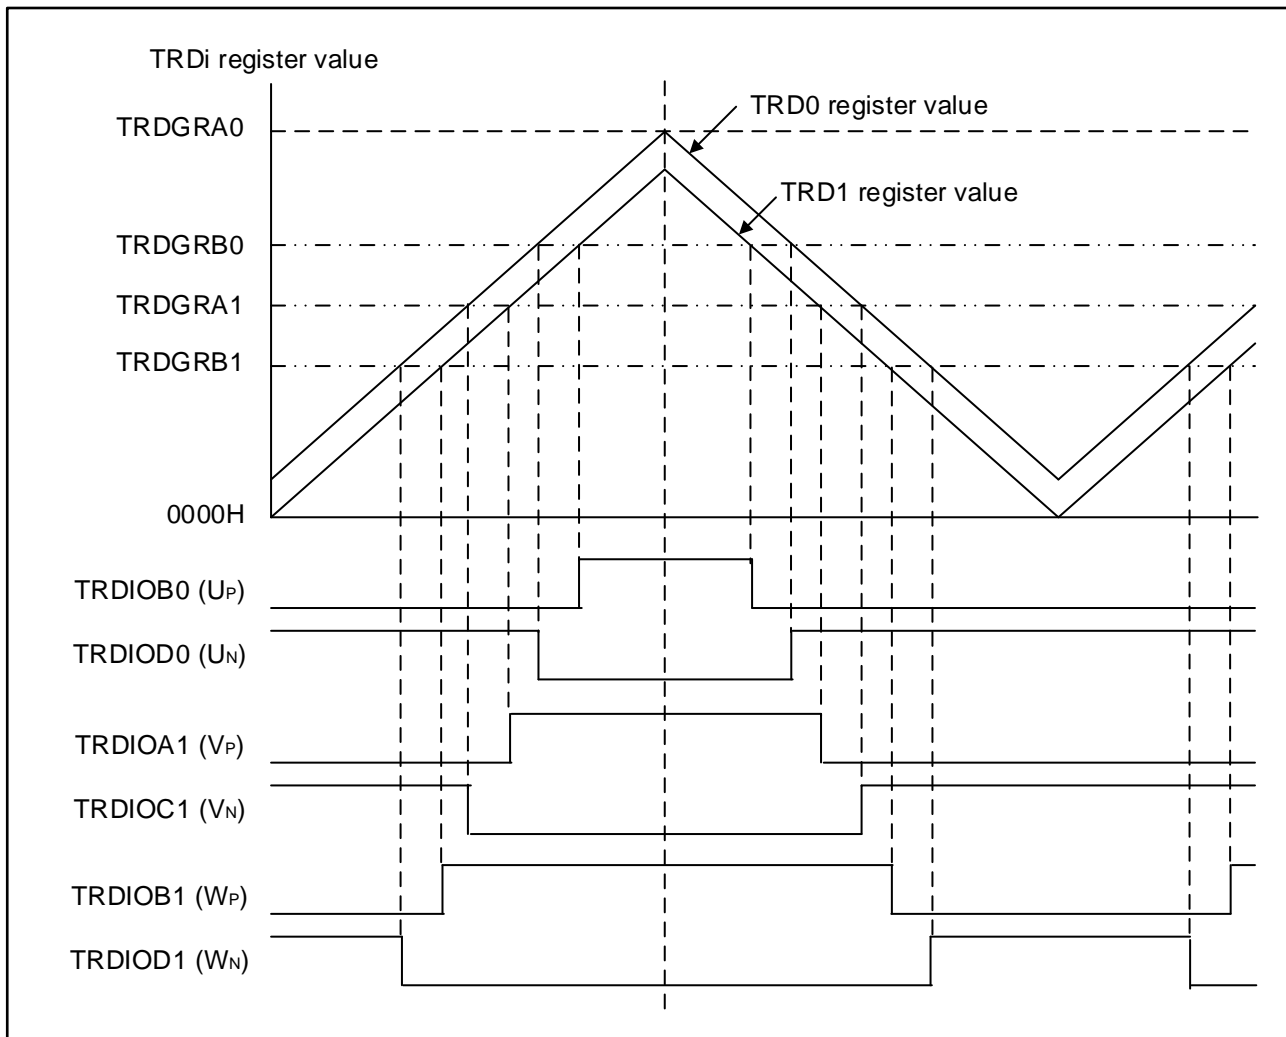 TRDi register value
TRDGRA0
TRD0 register value
TRD1 register value
TRDGRB0
TRDGRA1
TRDGRB1
0000H
TRDIOB0 (UP)
TRDIOD0 (UN)
TRDIOA1 (VP)
TRDIOC1 (VN)
TRDIOB1 (WP)
TRDIOD1 (WN)